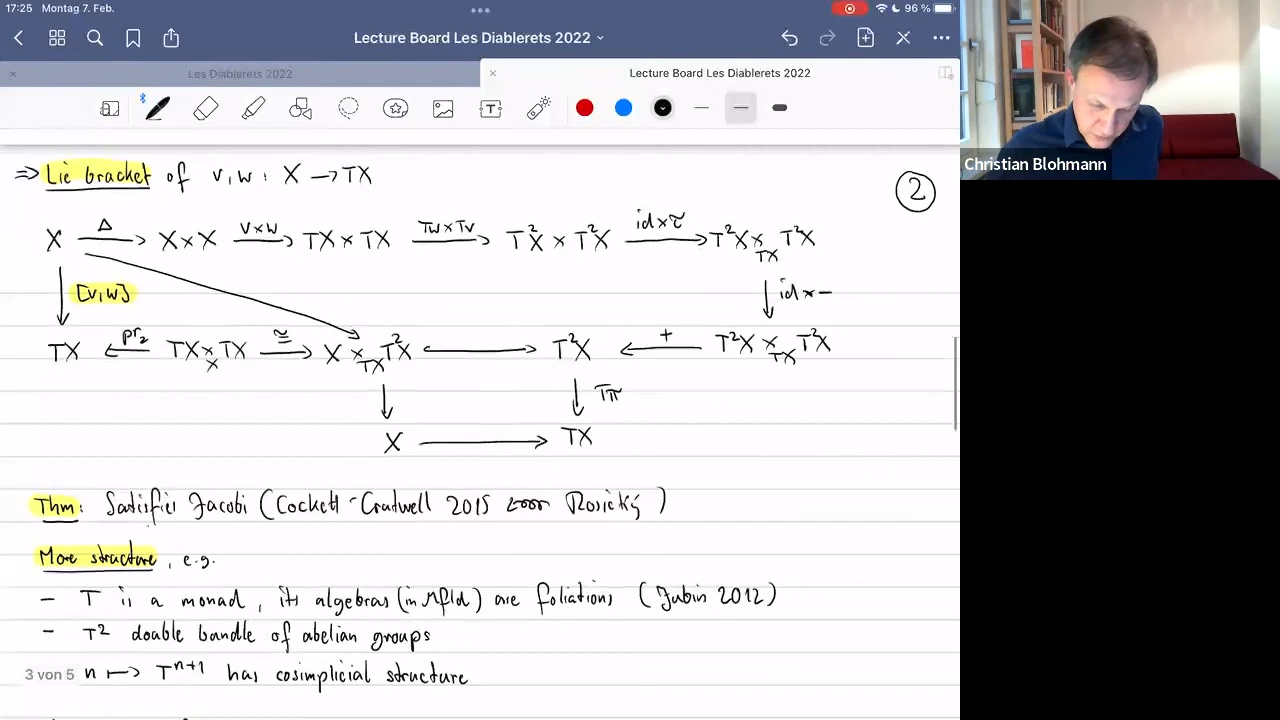 17:25 Montag 7. Feb.
96 %
Lecture Board Les Diablerets 2022
Les Diablerets 2022
Lecture Board Les Diablerets 2022
T
Christian Blohmann
⇒ Lie bracket of v,w: X → TX
2
X —Δ→ X × X —v×w→ TX × TX —Tw×Tv→ T²X × T²X —id×τ→ T²X ×_TX T²X
[v,w]
id × −
TX ←pr₂— TX ×_X TX —≅→ X ×_TX T²X ⟷ T²X ←+— T²X ×_TX T²X
Tπ
X ⟶ TX
Thm: Satisfies Jacobi (Cockett-Crutwell 2015 Rosický)
More structure, e.g.
- T is a monad, its algebras (in Mfld) are foliations (Jubin 2012)
- T² double bundle of abelian groups
3 von 5 n ↦ Tⁿ⁺¹ has cosimplicial structure